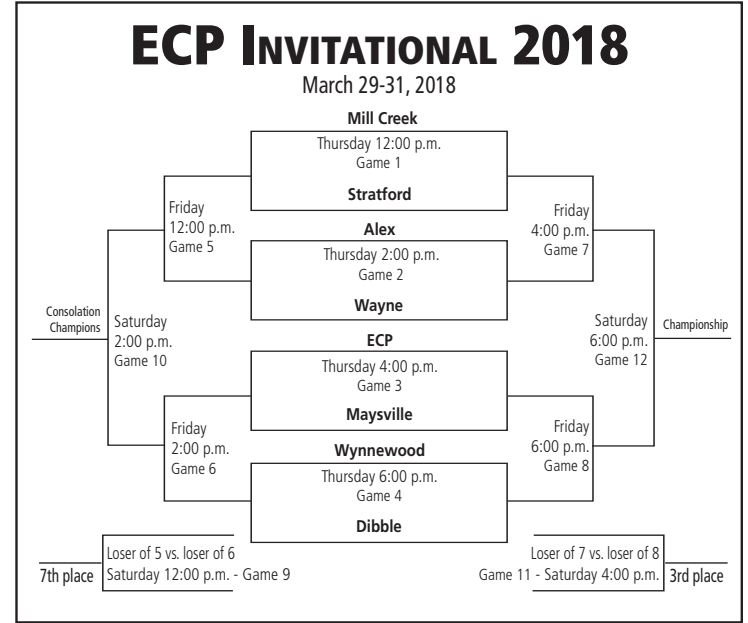 ECP Invitational 2018
March 29-31, 2018
Mill Creek
Thursday 12:00 p.m.
Game 1
Stratford
Friday
12:00 p.m.
Game 5
Friday
4:00 p.m.
Game 7
Alex
Thursday 2:00 p.m.
Game 2
Wayne
Consolation
Champions
Saturday
2:00 p.m.
Game 10
Saturday
6:00 p.m.
Game 12
Championship
ECP
Thursday 4:00 p.m.
Game 3
Maysville
Friday
2:00 p.m.
Game 6
Friday
6:00 p.m.
Game 8
Wynnewood
Thursday 6:00 p.m.
Game 4
Dibble
Loser of 5 vs. loser of 6
7th place
Saturday 12:00 p.m. - Game 9
Loser of 7 vs. loser of 8
Game 11 - Saturday 4:00 p.m.
3rd place